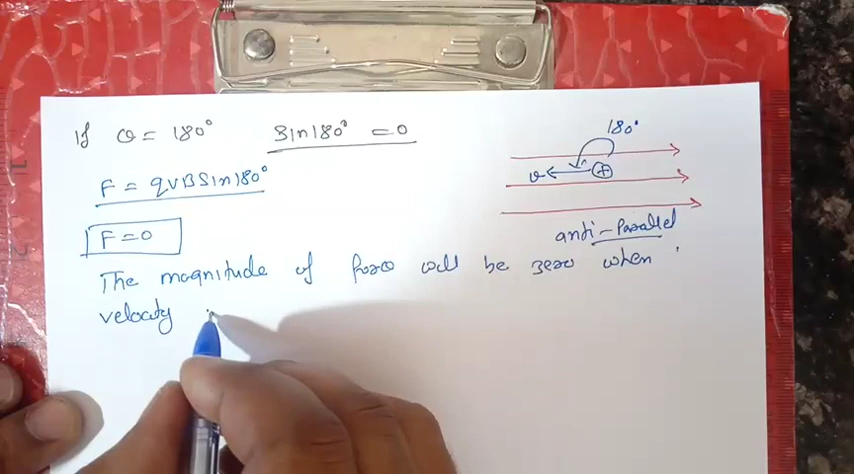 If θ = 180° Sin180° = 0
180°
F = qVBSin180°
v
+
F = 0
anti-Parallel
The magnitude of force will be zero when
velocity